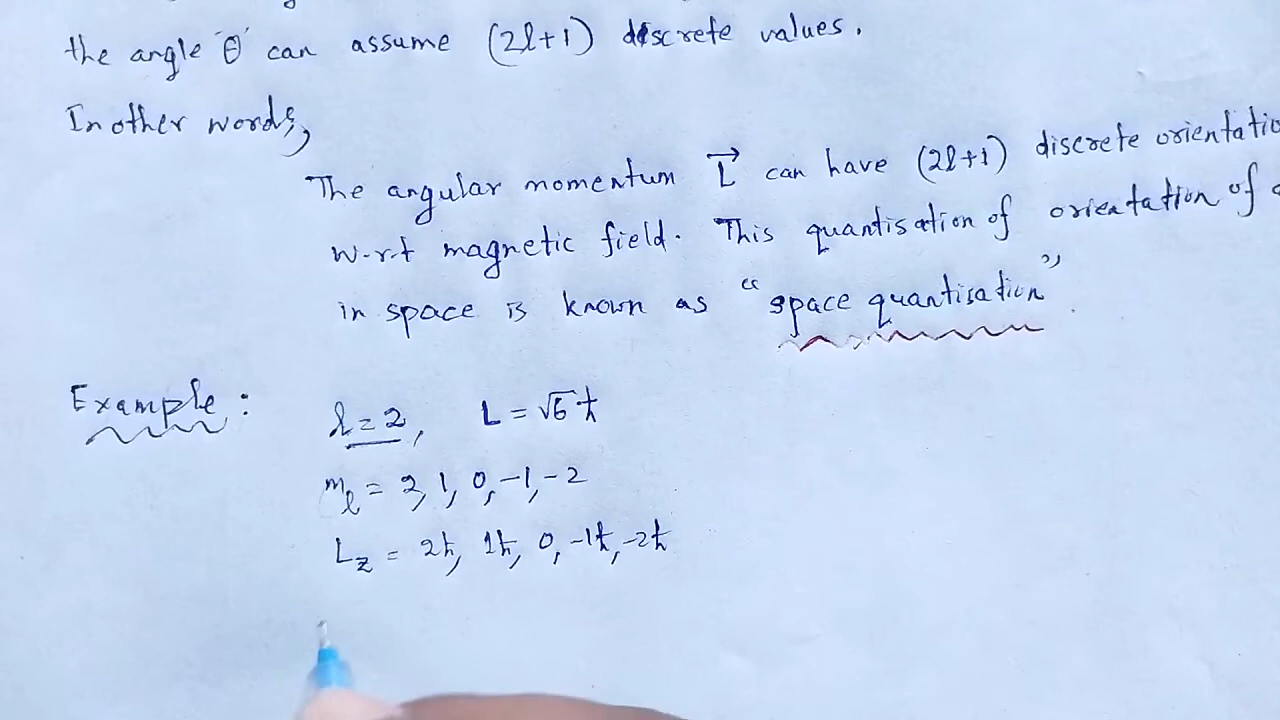 the angle 'θ' can assume (2l+1) discrete values.
In other words,
The angular momentum L⃗ can have (2l+1) discrete orientatio
w.r.t magnetic field. This quantisation of orientation of
in space is known as "space quantisation".
Example: l=2, L = √6 ħ
mₗ = 2, 1, 0, -1, -2
L_z = 2ħ, 1ħ, 0, -1ħ, -2ħ